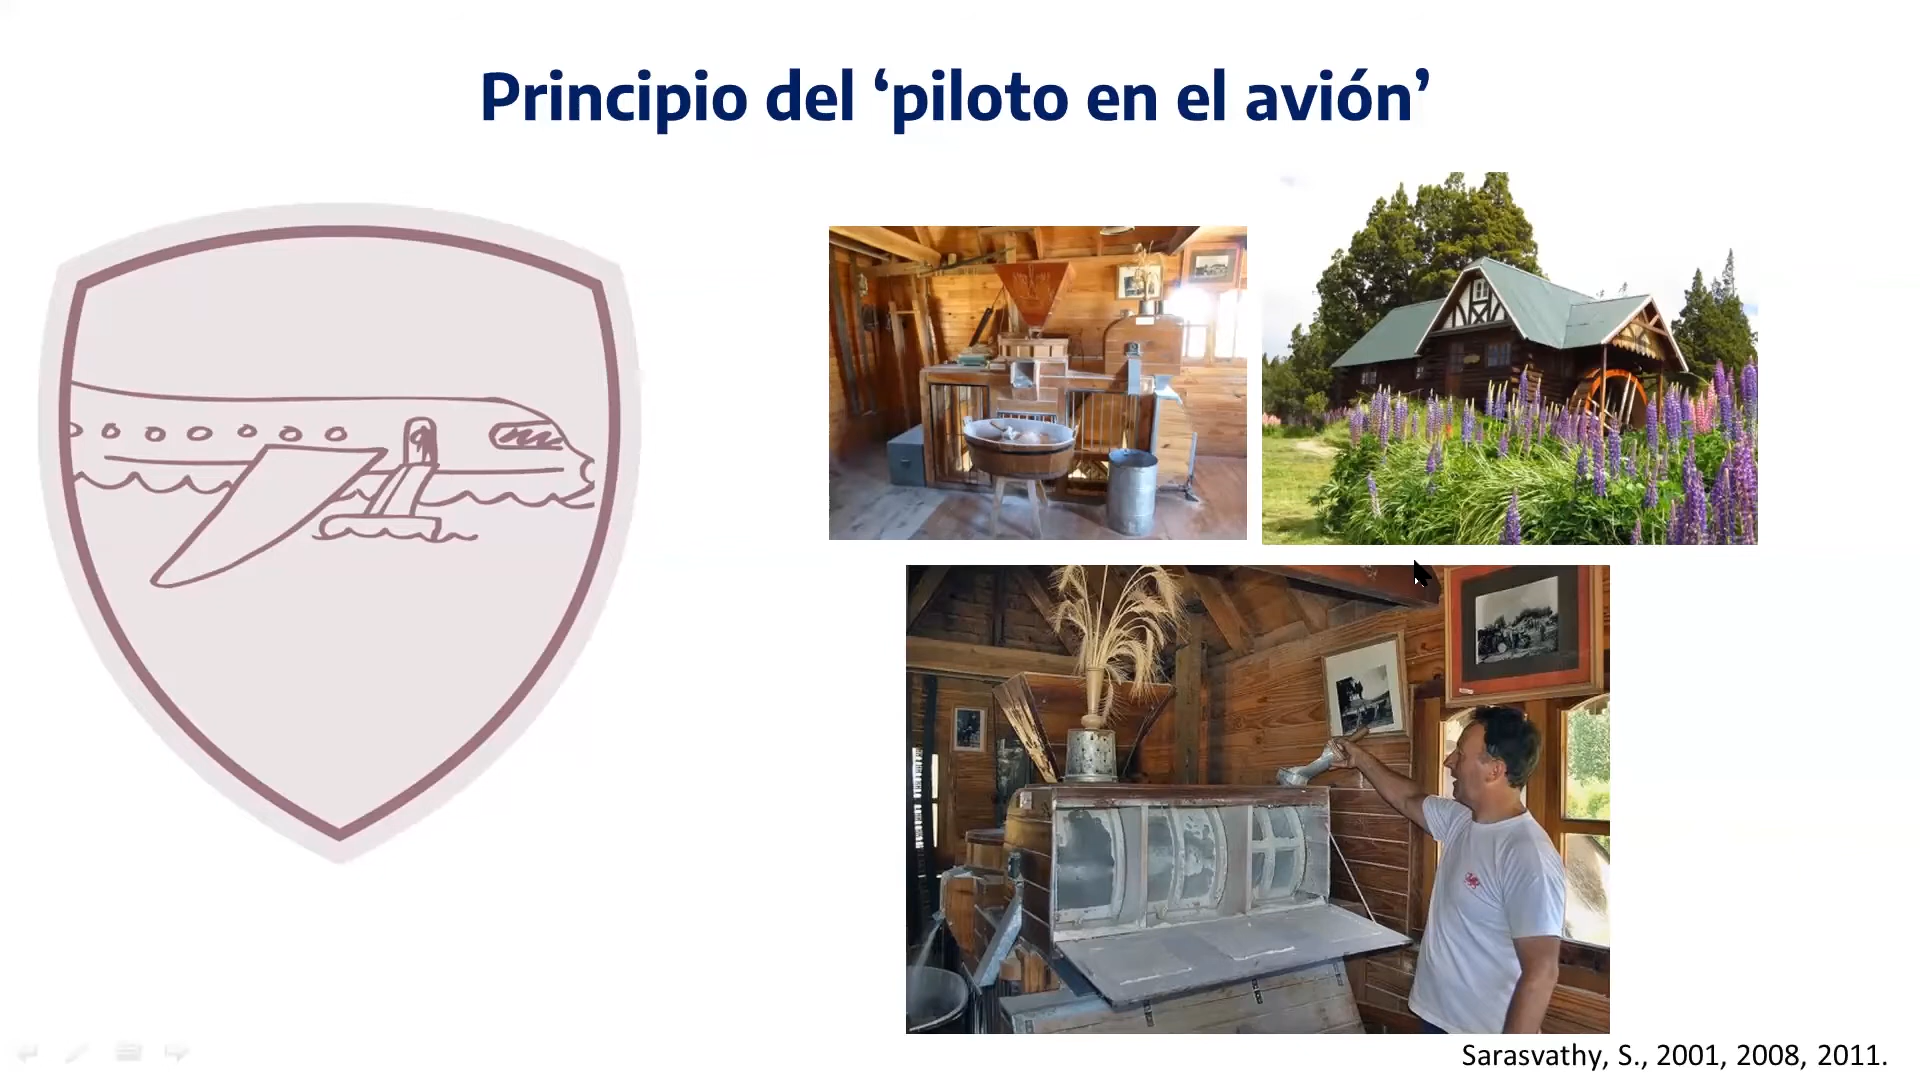 Principio del ‘piloto en el avión’
Sarasvathy, S., 2001, 2008, 2011.